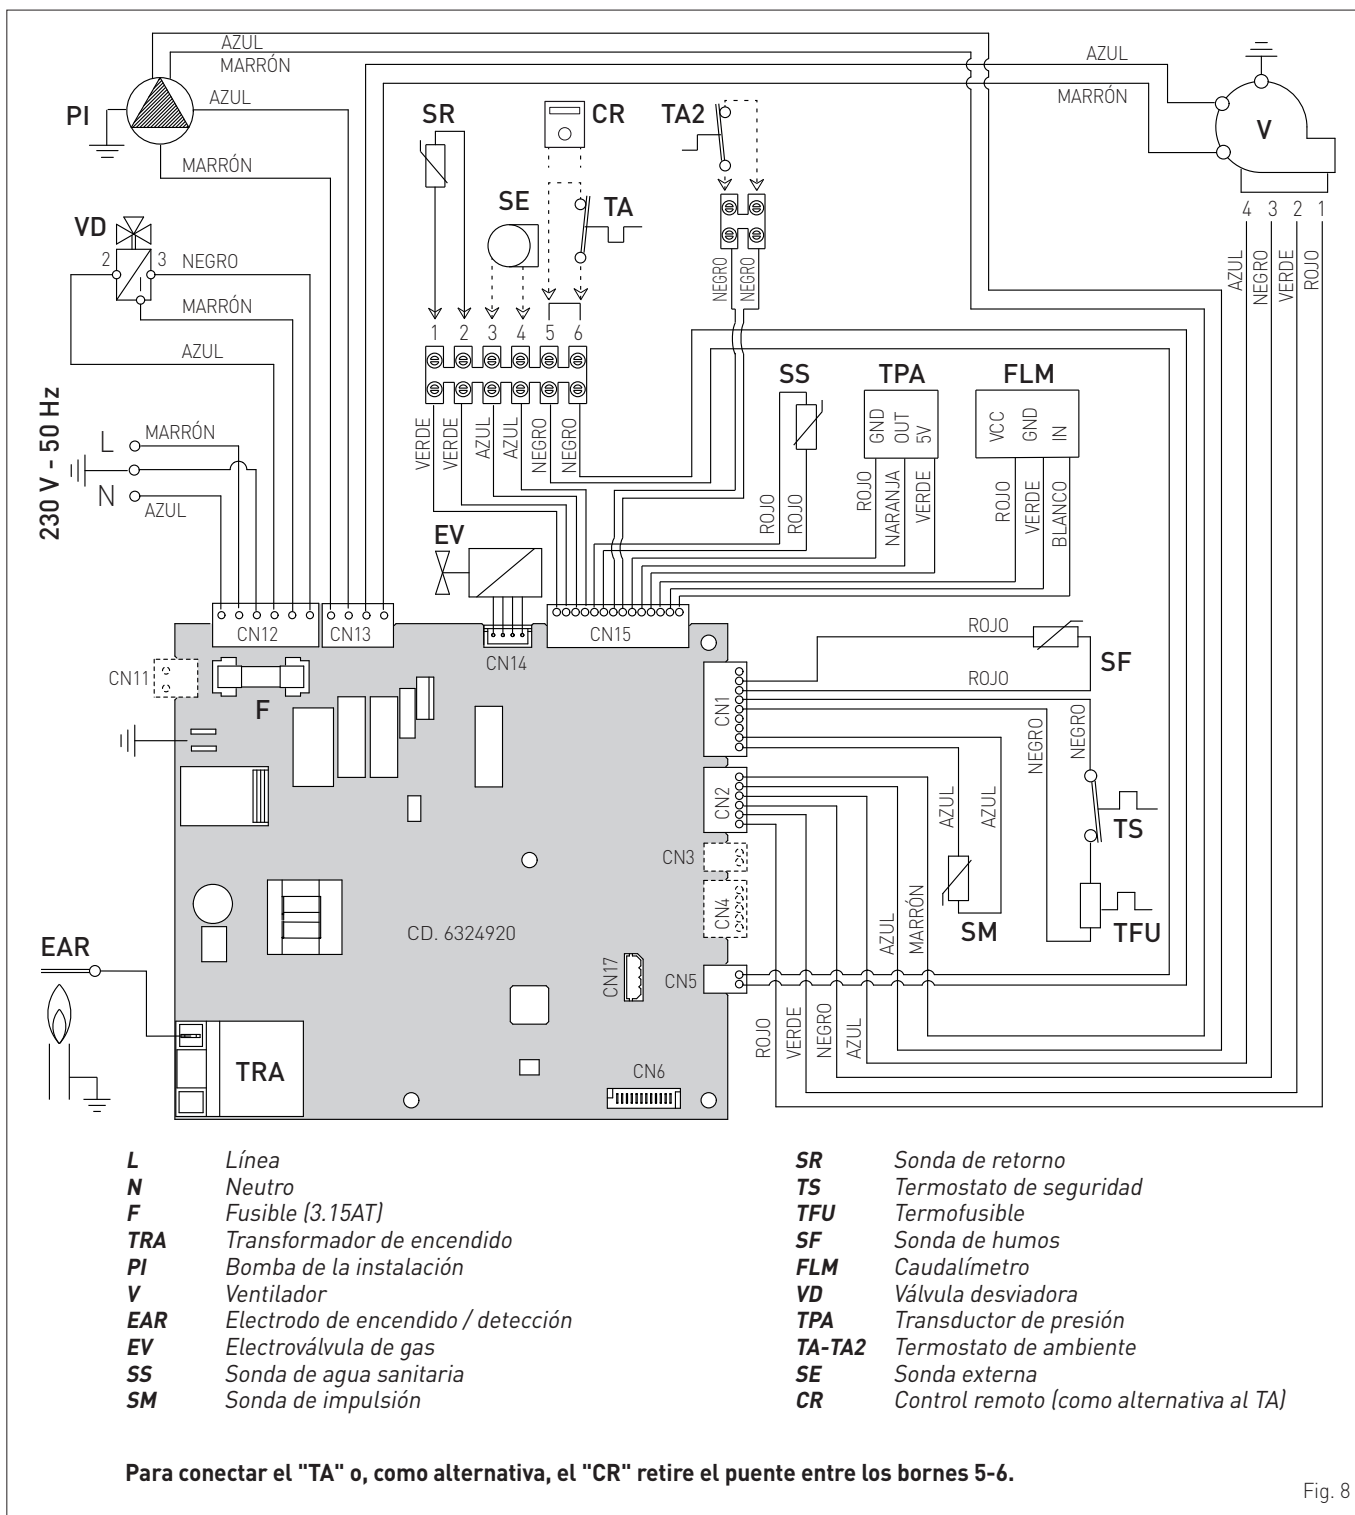 AZUL
MARRÓN
AZUL
MARRÓN
PI
AZUL
MARRÓN
SR
CR
TA2
V
SE
TA
4 3 2 1
AZUL
NEGRO
VERDE
ROJO
VD
2 3
NEGRO
MARRÓN
AZUL
NEGRO
NEGRO
1 2 3 4 5 6
230 V - 50 Hz
L
MARRÓN
N
AZUL
VERDE
VERDE
AZUL
AZUL
NEGRO
NEGRO
SS
TPA
FLM
GND
OUT
5V
VCC
GND
IN
ROJO
ROJO
ROJO
NARANJA
VERDE
ROJO
VERDE
BLANCO
EV
CN12
CN13
CN14
CN15
CN11
F
ROJO
SF
ROJO
CN1
NEGRO
NEGRO
CN2
AZUL
AZUL
TS
CN3
CN4
SM
TFU
CD. 6324920
AZUL
MARRÓN
EAR
CN17
CN5
ROJO
VERDE
NEGRO
AZUL
TRA
CN6
L Línea
N Neutro
F Fusible (3.15AT)
TRA Transformador de encendido
PI Bomba de la instalación
V Ventilador
EAR Electrodo de encendido / detección
EV Electroválvula de gas
SS Sonda de agua sanitaria
SM Sonda de impulsión
SR Sonda de retorno
TS Termostato de seguridad
TFU Termofusible
SF Sonda de humos
FLM Caudalímetro
VD Válvula desviadora
TPA Transductor de presión
TA-TA2 Termostato de ambiente
SE Sonda externa
CR Control remoto (como alternativa al TA)
Para conectar el "TA" o, como alternativa, el "CR" retire el puente entre los bornes 5-6.
Fig. 8